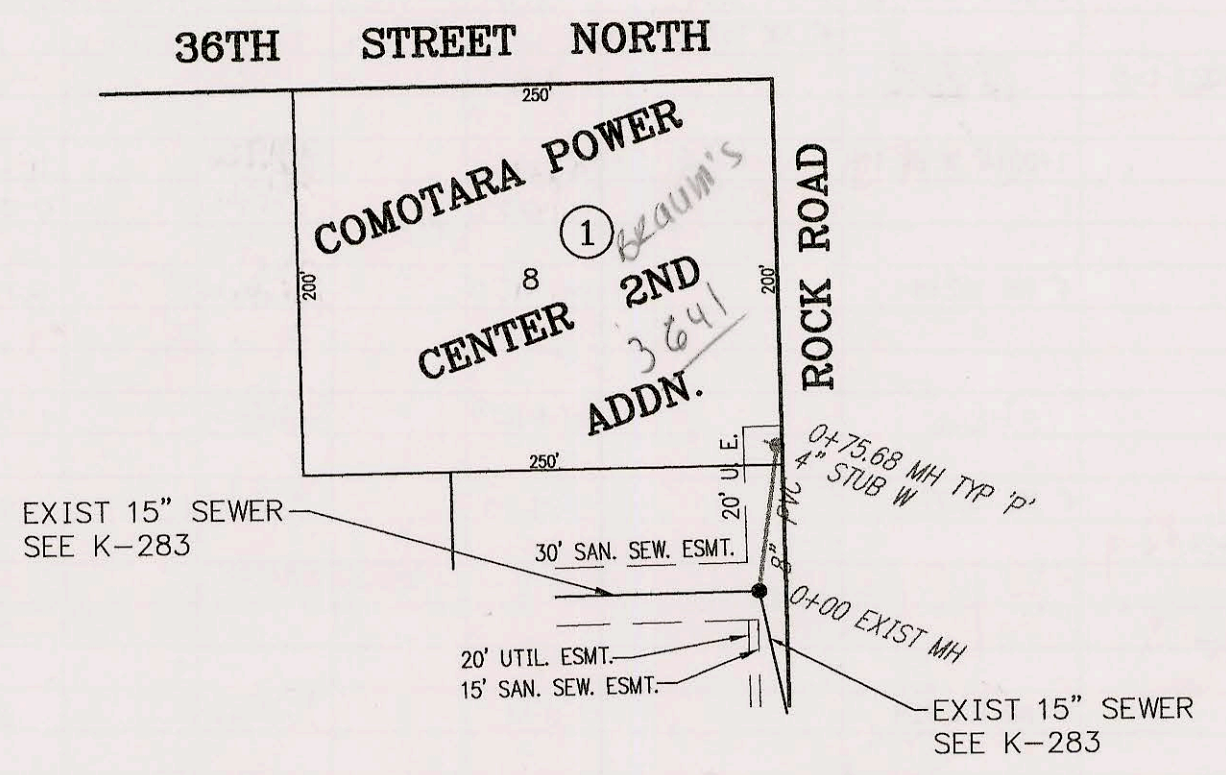 36TH STREET NORTH
250'
COMOTARA POWER
1
Beaum's
8
CENTER 2ND
3641
ADDN.
200'
200'
ROCK ROAD
250'
20' U. E.
0+75.68 MH TYP 'P'
4" STUB W
8"
EXIST 15" SEWER
SEE K-283
30' SAN. SEW. ESMT.
0+00 EXIST MH
20' UTIL. ESMT.
15' SAN. SEW. ESMT.
EXIST 15" SEWER
SEE K-283